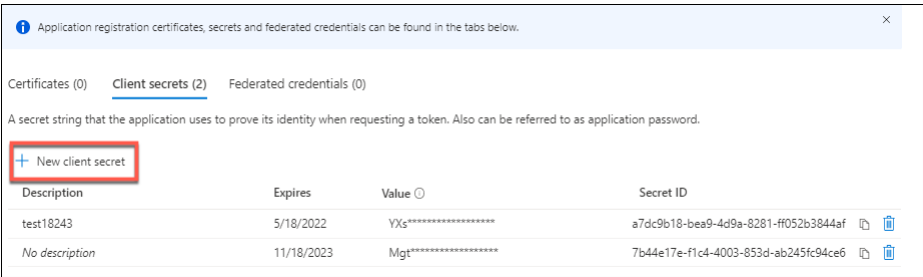 Application registration certificates, secrets and federated credentials can be found in the tabs below.
Certificates (0) Client secrets (2) Federated credentials (0)
A secret string that the application uses to prove its identity when requesting a token. Also can be referred to as application password.
New client secret
Description Expires Value Secret ID
test18243 5/18/2022 YXs****************** a7dc9b18-bea9-4d9a-8281-ff052b3844af
No description 11/18/2023 Mgt****************** 7b44e17e-f1c4-4003-853d-ab245fc94ce6